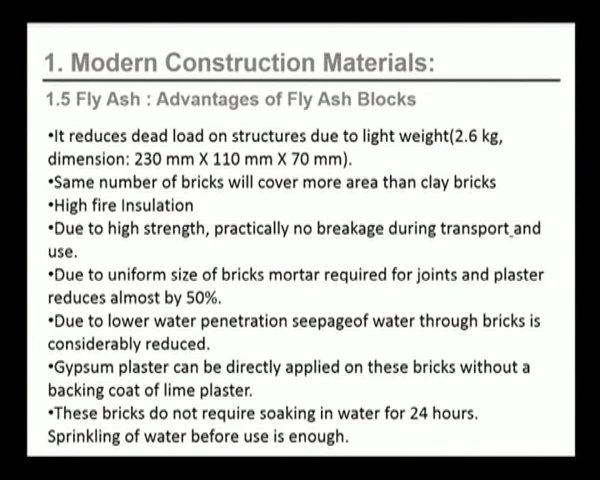 1. Modern Construction Materials:
1.5 Fly Ash : Advantages of Fly Ash Blocks
•It reduces dead load on structures due to light weight(2.6 kg,
dimension: 230 mm X 110 mm X 70 mm).
•Same number of bricks will cover more area than clay bricks
•High fire Insulation
•Due to high strength, practically no breakage during transport and
use.
•Due to uniform size of bricks mortar required for joints and plaster
reduces almost by 50%.
•Due to lower water penetration seepageof water through bricks is
considerably reduced.
•Gypsum plaster can be directly applied on these bricks without a
backing coat of lime plaster.
•These bricks do not require soaking in water for 24 hours.
Sprinkling of water before use is enough.